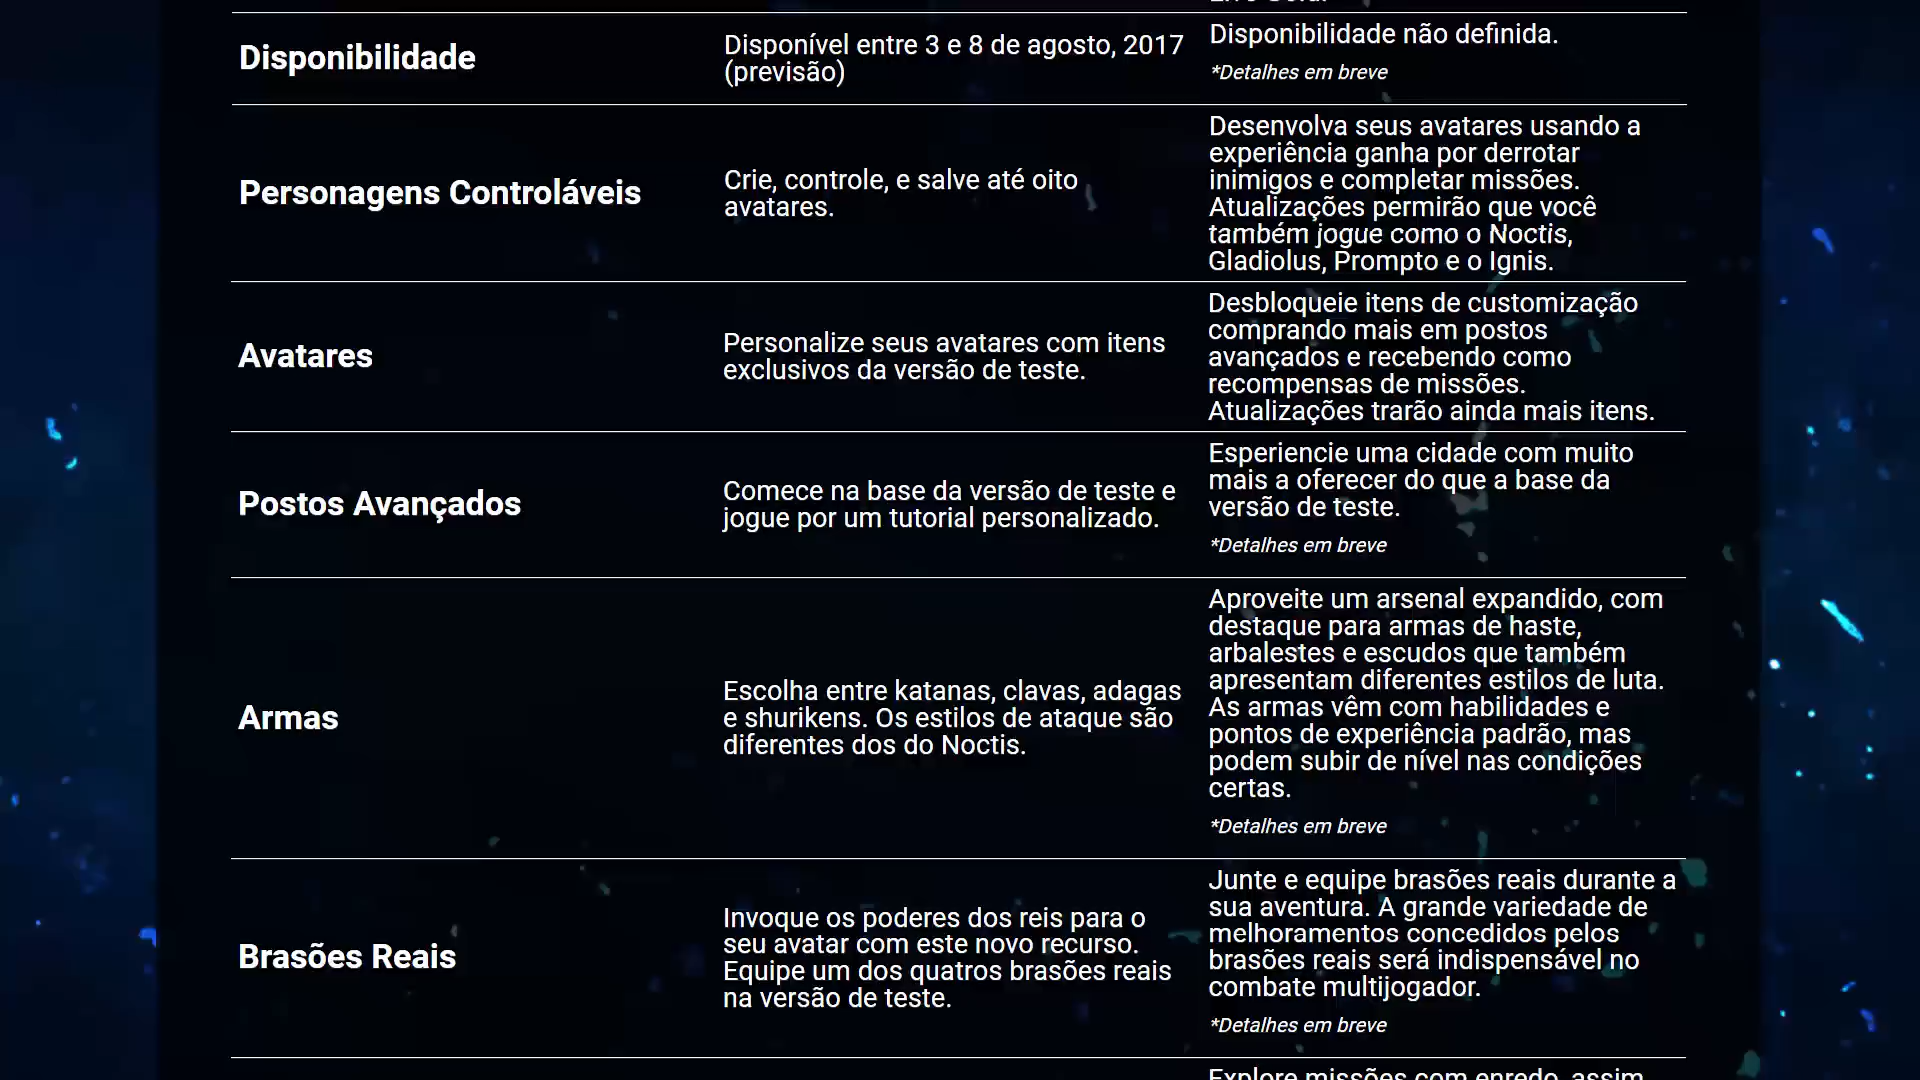 Disponibilidade
Disponível entre 3 e 8 de agosto, 2017
(previsão)
Disponibilidade não definida.
*Detalhes em breve
Personagens Controláveis
Crie, controle, e salve até oito
avatares.
Desenvolva seus avatares usando a
experiência ganha por derrotar
inimigos e completar missões.
Atualizações permirão que você
também jogue como o Noctis,
Gladiolus, Prompto e o Ignis.
Avatares
Personalize seus avatares com itens
exclusivos da versão de teste.
Desbloqueie itens de customização
comprando mais em postos
avançados e recebendo como
recompensas de missões.
Atualizações trarão ainda mais itens.
Postos Avançados
Comece na base da versão de teste e
jogue por um tutorial personalizado.
Esperiencie uma cidade com muito
mais a oferecer do que a base da
versão de teste.
*Detalhes em breve
Armas
Escolha entre katanas, clavas, adagas
e shurikens. Os estilos de ataque são
diferentes dos do Noctis.
Aproveite um arsenal expandido, com
destaque para armas de haste,
arbalestes e escudos que também
apresentam diferentes estilos de luta.
As armas vêm com habilidades e
pontos de experiência padrão, mas
podem subir de nível nas condições
certas.
*Detalhes em breve
Brasões Reais
Invoque os poderes dos reis para o
seu avatar com este novo recurso.
Equipe um dos quatros brasões reais
na versão de teste.
Junte e equipe brasões reais durante a
sua aventura. A grande variedade de
melhoramentos concedidos pelos
brasões reais será indispensável no
combate multijogador.
*Detalhes em breve
Explore missões com enredo, assim